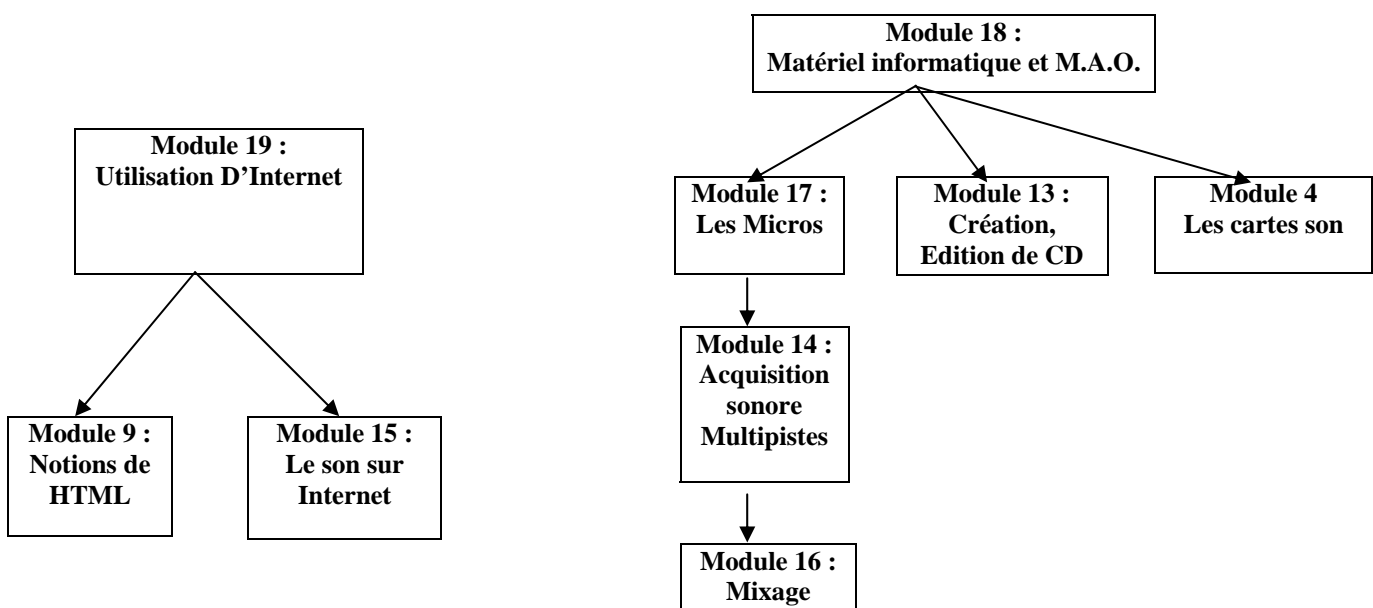 Module 18 :
Matériel informatique et M.A.O.
Module 19 :
Utilisation D’Internet
Module 17 :
Les Micros
Module 13 :
Création,
Edition de CD
Module 4
Les cartes son
Module 14 :
Acquisition
sonore
Multipistes
Module 9 :
Notions de
HTML
Module 15 :
Le son sur
Internet
Module 16 :
Mixage